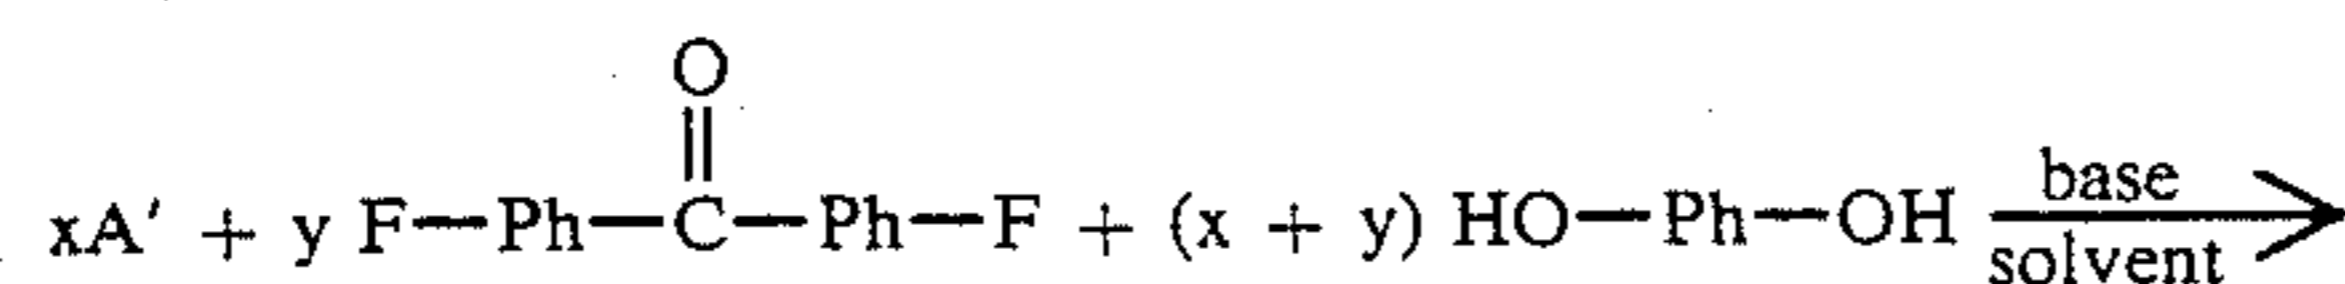 O
xA′ + y F—Ph—C—Ph—F + (x + y) HO—Ph—OH
base
solvent